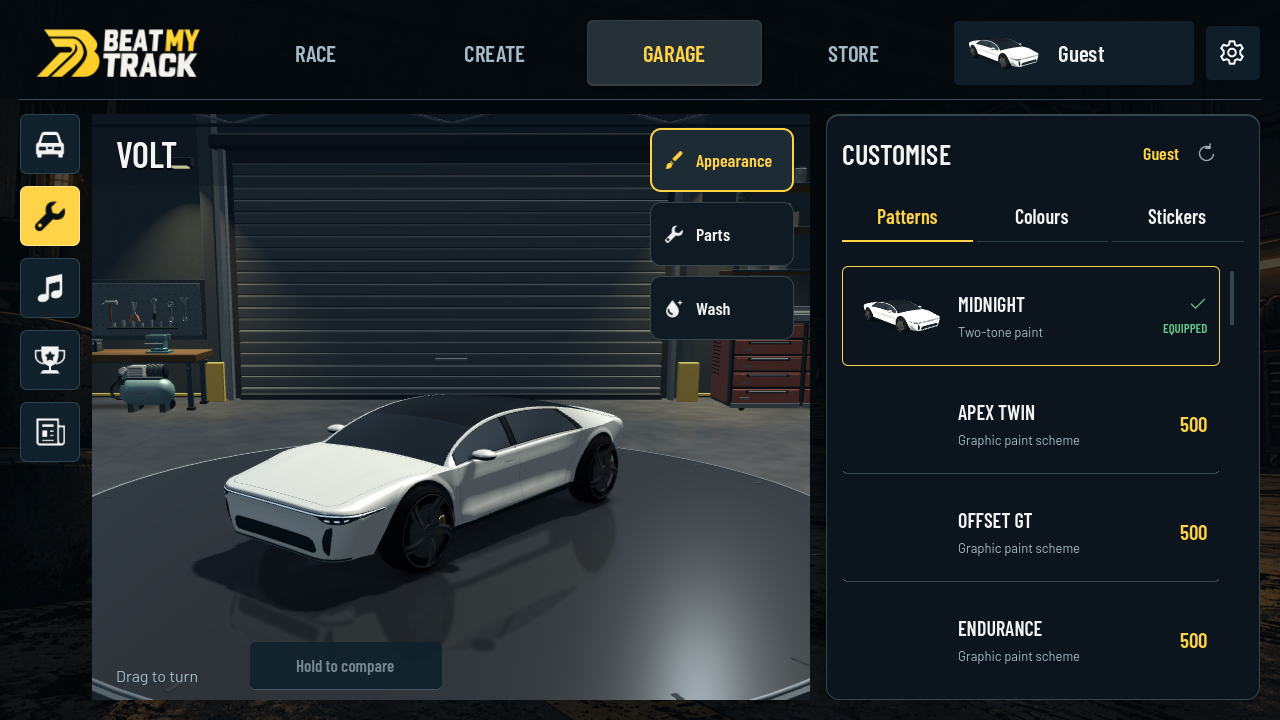 BEAT MY
TRACK
RACE
CREATE
GARAGE
STORE
Guest
VOLT
Appearance
Parts
Wash
Drag to turn
Hold to compare
CUSTOMISE
Guest
Patterns
Colours
Stickers
MIDNIGHT
Two-tone paint
EQUIPPED
APEX TWIN
Graphic paint scheme
500
OFFSET GT
Graphic paint scheme
500
ENDURANCE
Graphic paint scheme
500